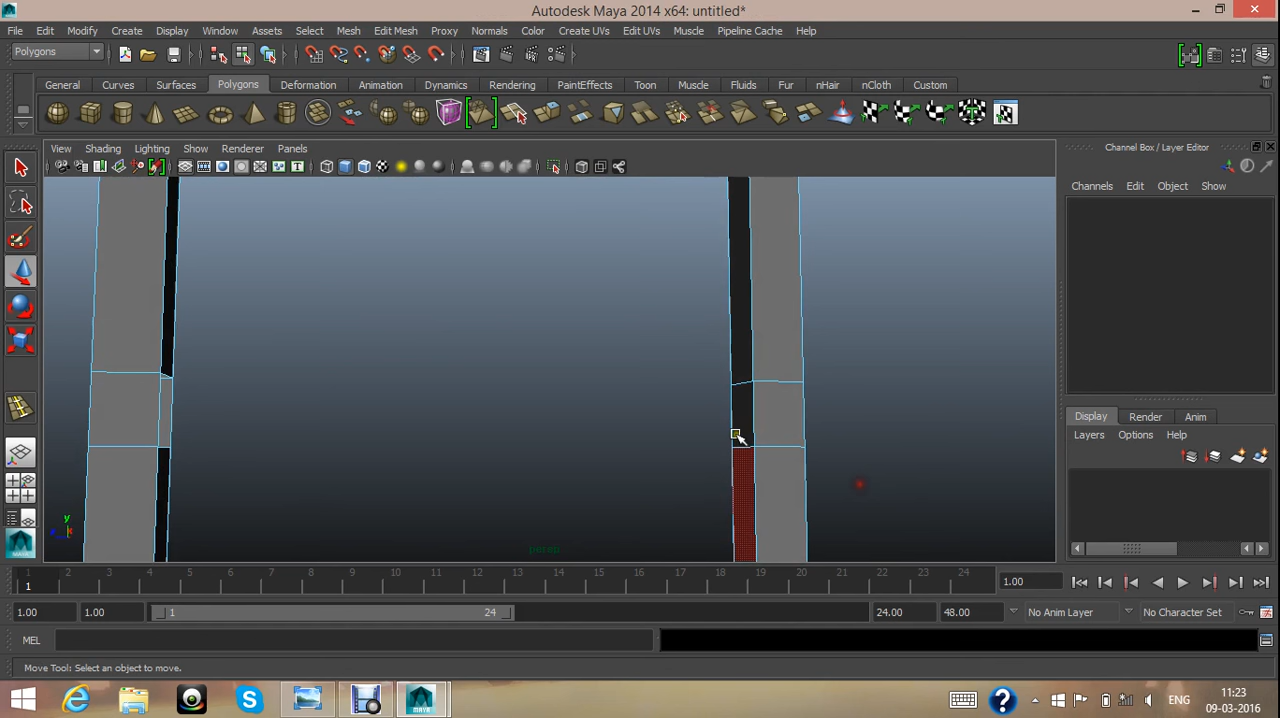 Autodesk Maya 2014 x64: untitled*
File Edit Modify Create Display Window Assets Select Mesh Edit Mesh Proxy Normals Color Create UVs Edit UVs Muscle Pipeline Cache Help
Polygons
General Curves Surfaces Polygons Deformation Animation Dynamics Rendering PaintEffects Toon Muscle Fluids Fur nHair nCloth Custom
View Shading Lighting Show Renderer Panels
Channel Box / Layer Editor
Channels Edit Object Show
Display Render Anim
Layers Options Help
y
persp
1 2 3 4 5 6 7 8 9 10 11 12 13 14 15 16 17 18 19 20 21 22 23 24
1
1.00
1.00 1.00 1 24 24.00 48.00 No Anim Layer No Character Set
MEL
Move Tool: Select an object to move.
MAYA
ENG
11:23
09-03-2016